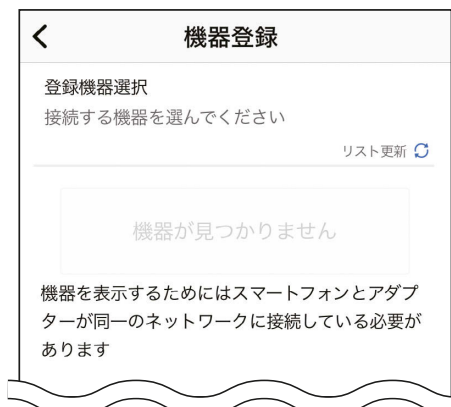 機器登録
登録機器選択
接続する機器を選んでください
リスト更新
機器が見つかりません
機器を表示するためにはスマートフォンとアダプ
ターが同一のネットワークに接続している必要が
あります